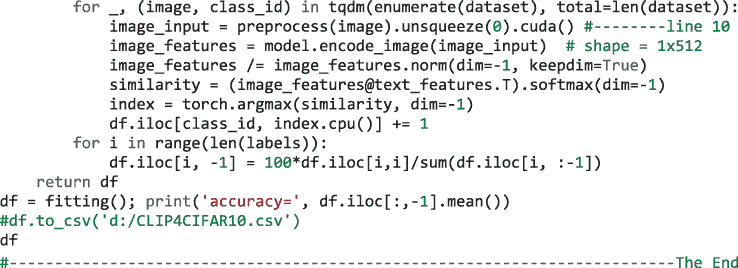 for _, (image, class_id) in tqdm(enumerate(dataset), total=len(dataset)):
image_input = preprocess(image).unsqueeze(0).cuda() #--------line 10
image_features = model.encode_image(image_input)  # shape = 1x512
image_features /= image_features.norm(dim=-1, keepdim=True)
similarity = (image_features@text_features.T).softmax(dim=-1)
index = torch.argmax(similarity, dim=-1)
df.iloc[class_id, index.cpu()] += 1
for i in range(len(labels)):
df.iloc[i, -1] = 100*df.iloc[i,i]/sum(df.iloc[i, :-1])
return df
df = fitting(); print('accuracy=', df.iloc[:,-1].mean())
#df.to_csv('d:/CLIP4CIFAR10.csv')
df
#-------------------------------------------------------------------------The End